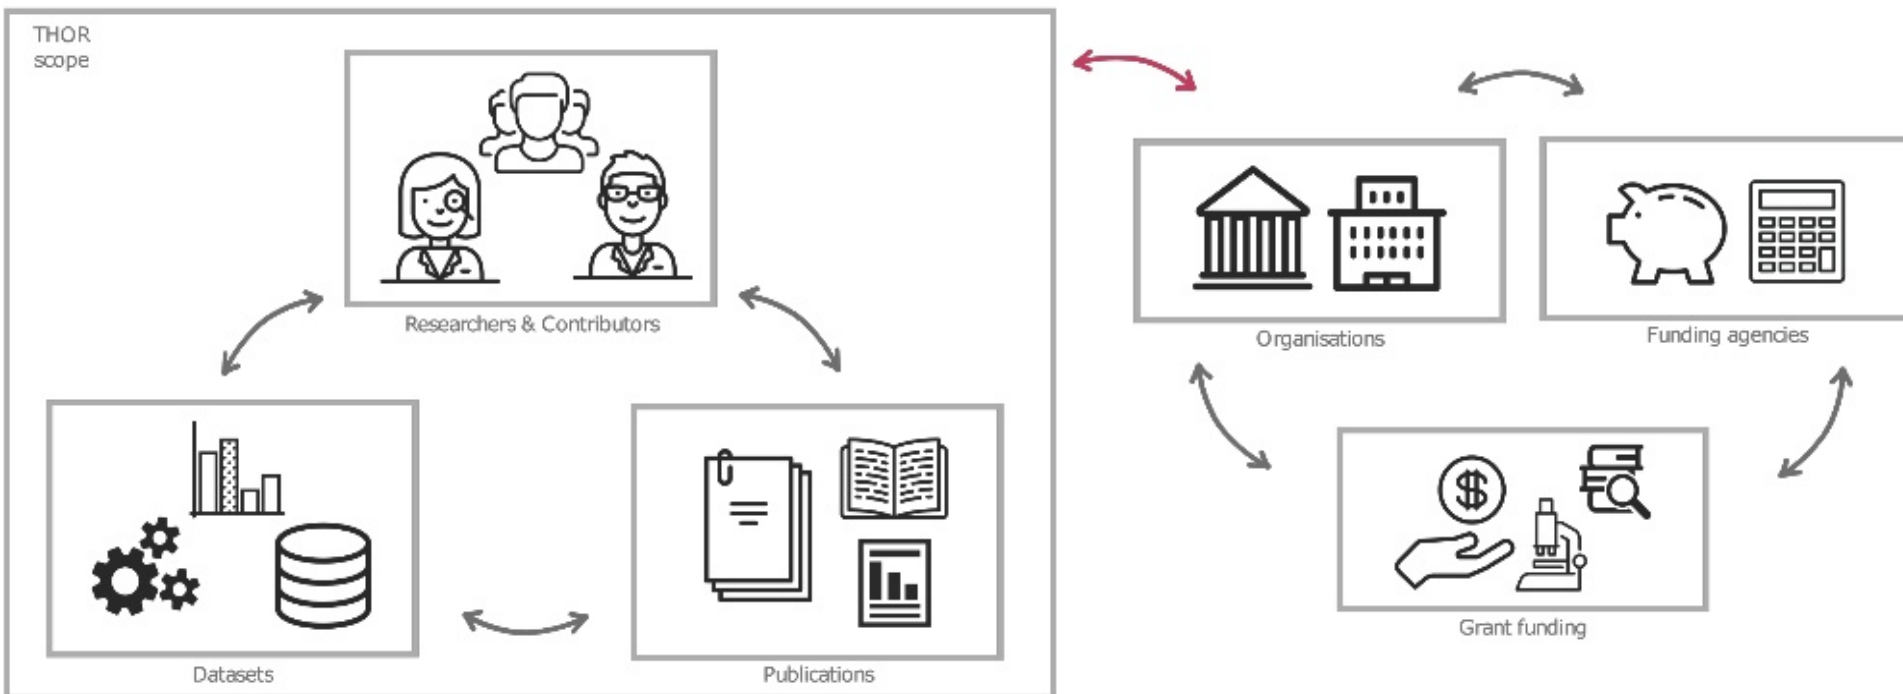 THOR
scope
Researchers & Contributors
Organisations
Funding agencies
$
Grant funding
Datasets
Publications